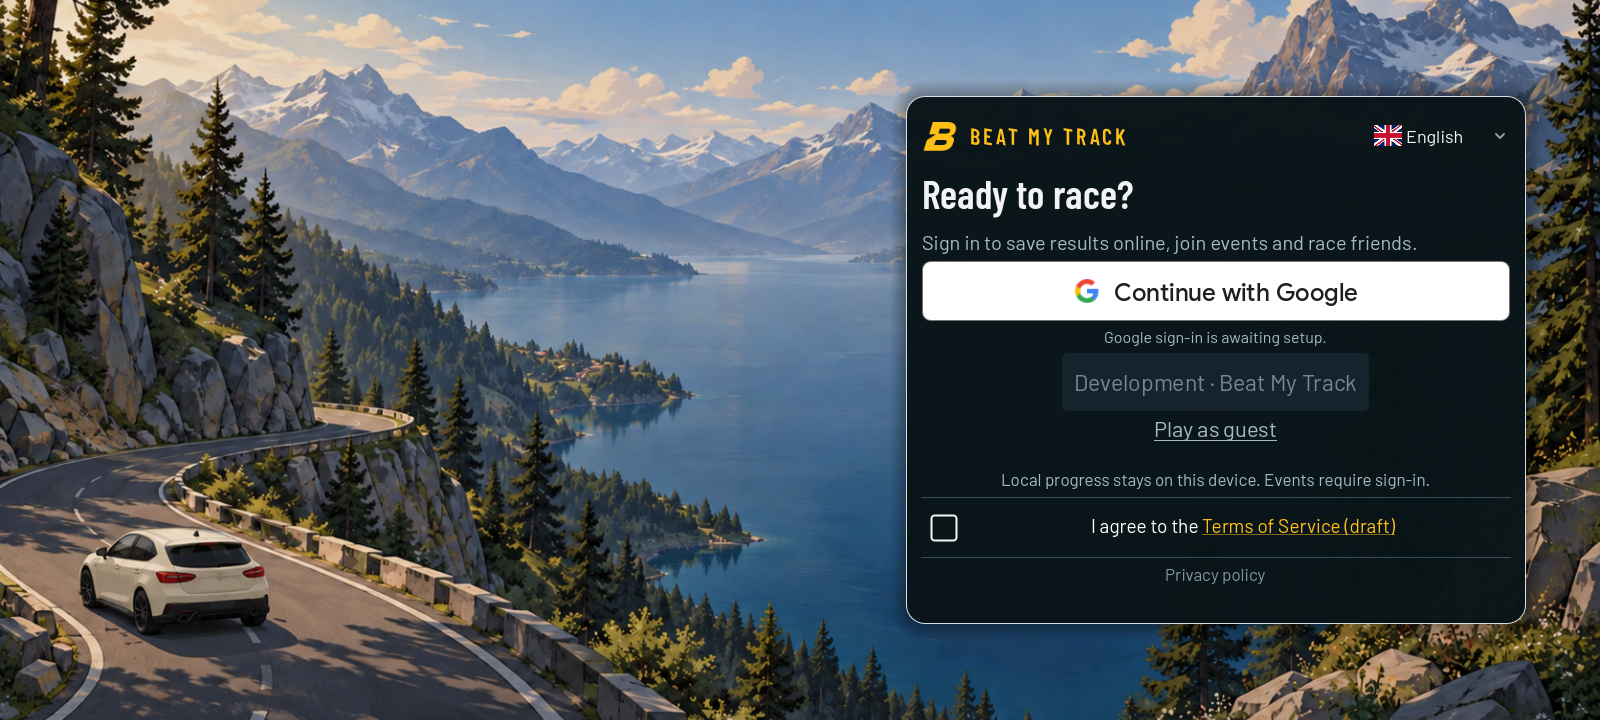 BEAT MY TRACK
English
Ready to race?
Sign in to save results online, join events and race friends.
Continue with Google
Google sign-in is awaiting setup.
Development · Beat My Track
Play as guest
Local progress stays on this device. Events require sign-in.
I agree to the Terms of Service (draft)
Privacy policy